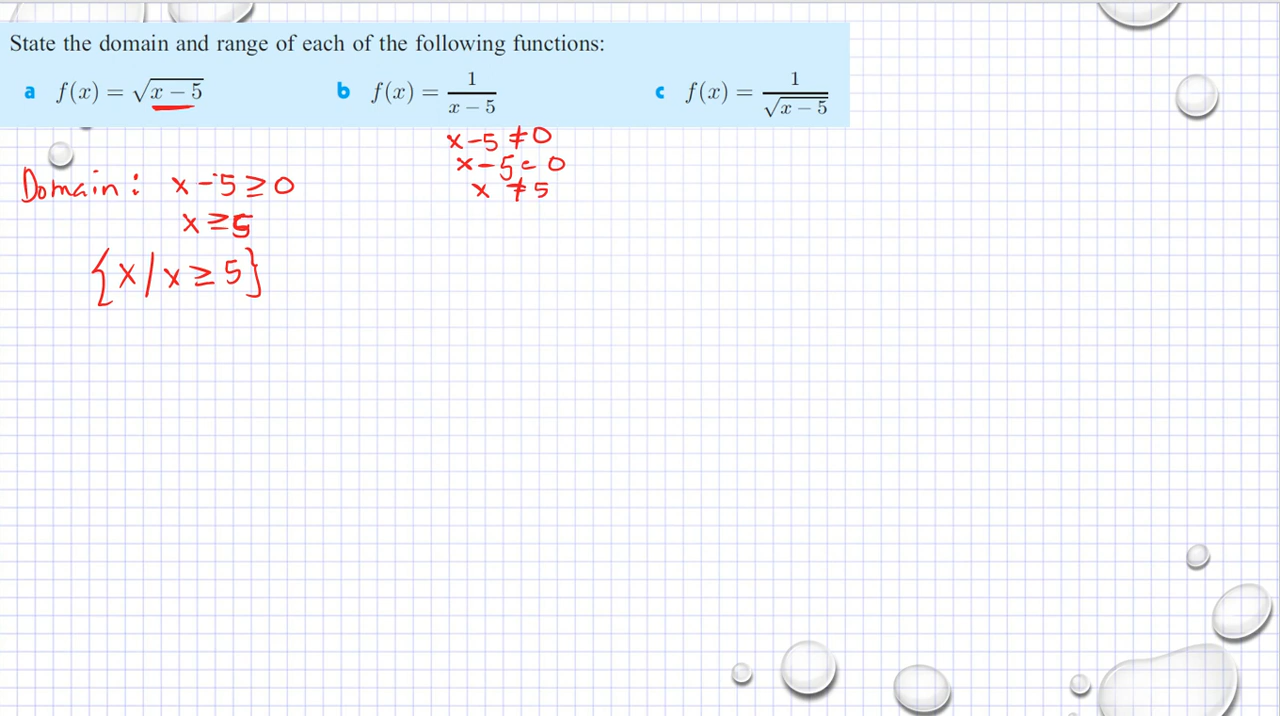 State the domain and range of each of the following functions:
a f(x) = √(x − 5) b f(x) = 1/(x − 5) c f(x) = 1/√(x − 5)
x-5 ≠ 0
x-5 = 0
x ≠ 5
Domain: x-5 ≥ 0
x ≥ 5
{x/x ≥ 5}